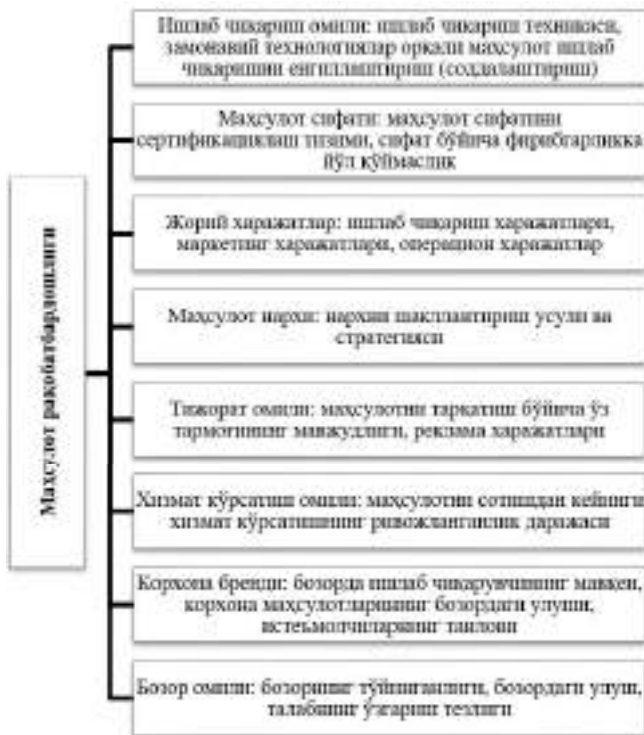 Маҳсулот рақобатбардошлиги
Ишлаб чиқариш омили: ишлаб чиқариш техникаси,
замонавий технологиялар орқали маҳсулот ишлаб
чиқаришни енгиллаштириш (соддалаштириш)
Маҳсулот сифати: маҳсулот сифатини
сертификациялаш тизими, сифат бўйича фирибгарликка
йўл қўймаслик
Жорий харажатлар: ишлаб чиқариш харажатлари,
маркетинг харажатлари, операцион харажатлар
Маҳсулот нархи: нархни шакллантириш усули ва
стратегияси
Тижорат омили: маҳсулотни тарқатиш бўйича ўз
тармоғининг мавжудлиги, реклама харажатлари
Хизмат кўрсатиш омили: маҳсулотни сотишдан кейинги
хизмат кўрсатишнинг ривожланганлик даражаси
Корхона бренди: бозорда ишлаб чиқарувчининг мавқеи,
корхона маҳсулотларининг бозордаги улуши,
истеъмолчиларнинг танлови
Бозор омили: бозорнинг тўйинганлиги, бозордаги улуш,
талабнинг ўзгариш тезлиги